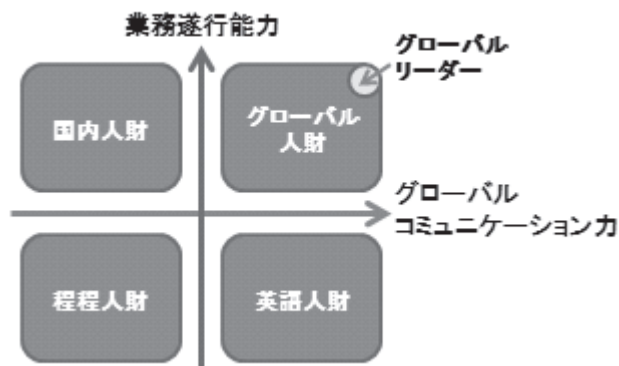 業務遂行能力
グローバル
リーダー
国内人財
グローバル
人財
グローバル
コミュニケーション力
程程人財
英語人財